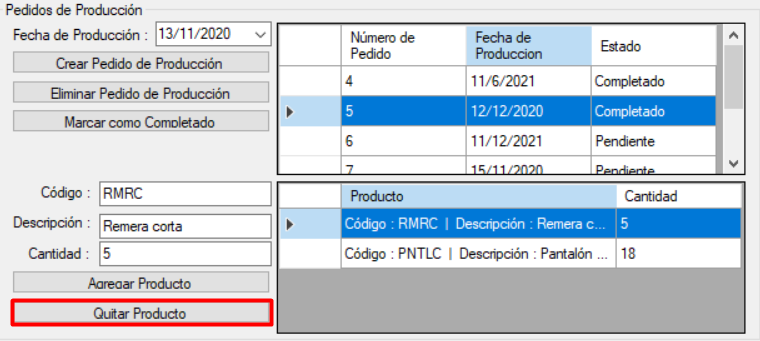 Pedidos de Producción
Fecha de Producción : 13/11/2020
Crear Pedido de Producción
Eliminar Pedido de Producción
Marcar como Completado
Número de Pedido Fecha de Produccion Estado
4 11/6/2021 Completado
5 12/12/2020 Completado
6 11/12/2021 Pendiente
7 15/11/2020 Pendiente
Código : RMRC
Descripción : Remera corta
Cantidad : 5
Agregar Producto
Quitar Producto
Producto Cantidad
Código : RMRC | Descripción : Remera c... 5
Código : PNTLC | Descripción : Pantalón ... 18